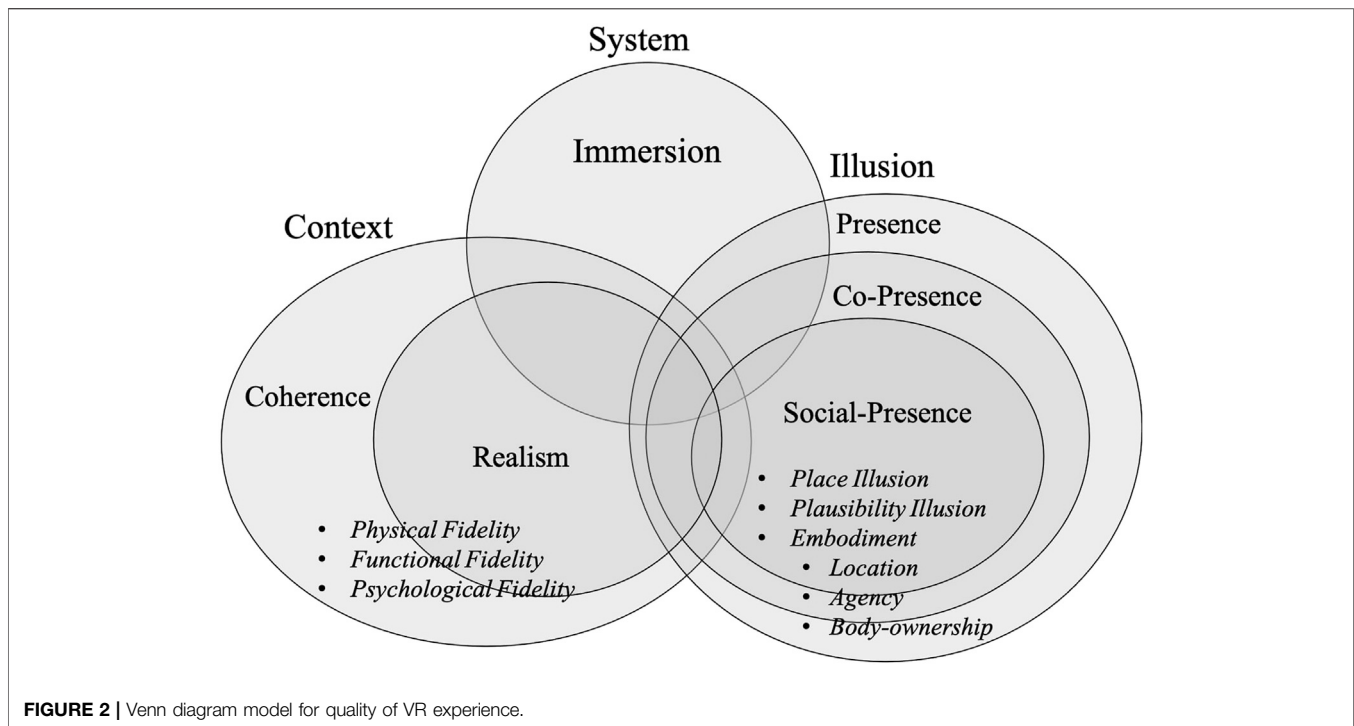 System
Immersion
Illusion
Presence
Context
Co-Presence
Coherence
Social-Presence
Realism
• Place Illusion
• Plausibility Illusion
• Embodiment
• Location
• Agency
• Body-ownership
• Physical Fidelity
• Functional Fidelity
• Psychological Fidelity
FIGURE 2 | Venn diagram model for quality of VR experience.